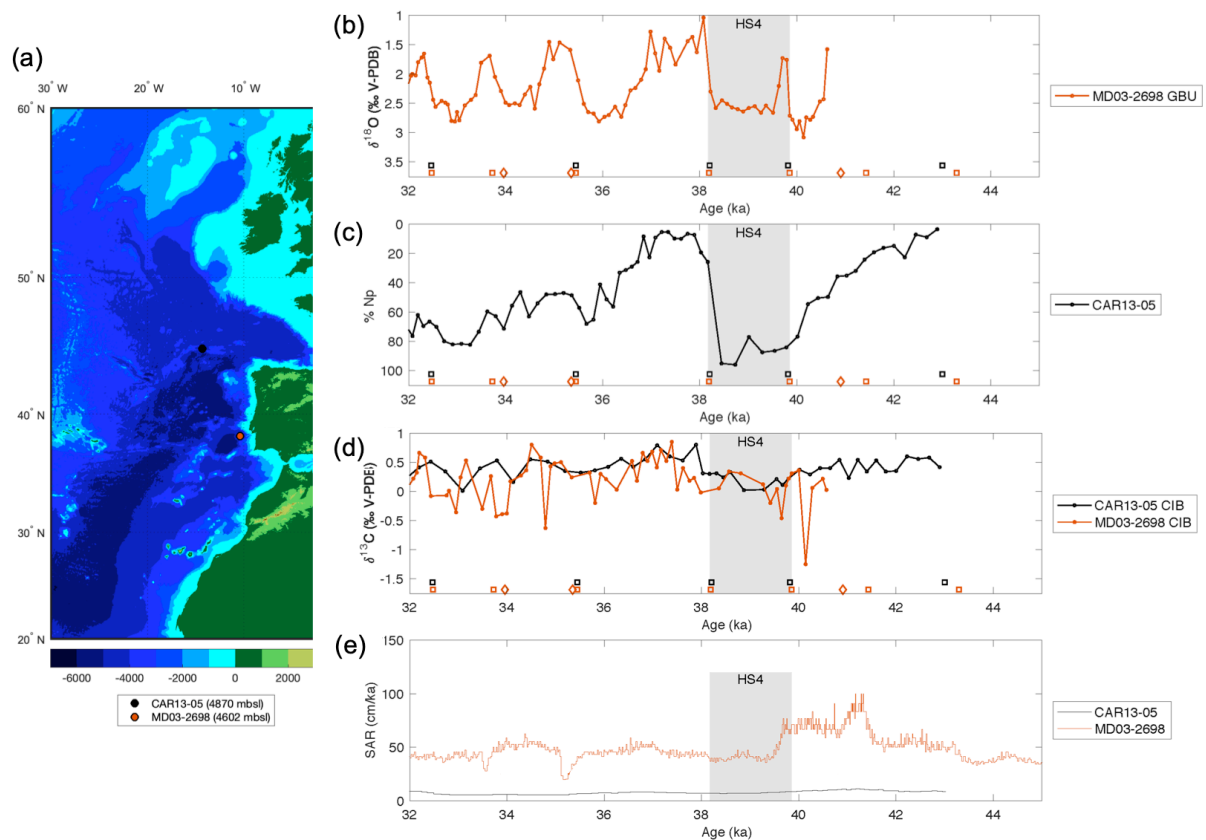 (a)
30° W
20° W
10° W
60° N
50° N
40° N
30° N
20° N
-6000 -4000 -2000 0 2000
CAR13-05 (4870 mbsl)
MD03-2698 (4602 mbsl)
(b)
HS4
1
1.5
2
2.5
3
3.5
δ18O (‰ V-PDB)
32 34 36 38 40 42 44
Age (ka)
MD03-2698 GBU
(c)
HS4
0
20
40
60
80
100
% Np
32 34 36 38 40 42 44
Age (ka)
CAR13-05
(d)
HS4
1
0.5
0
-0.5
-1
-1.5
δ13C (‰ V-PDEi)
32 34 36 38 40 42 44
Age (ka)
CAR13-05 CIB
MD03-2698 CIB
(e)
HS4
150
100
50
0
SAR (cm/ka)
32 34 36 38 40 42 44
Age (ka)
CAR13-05
MD03-2698